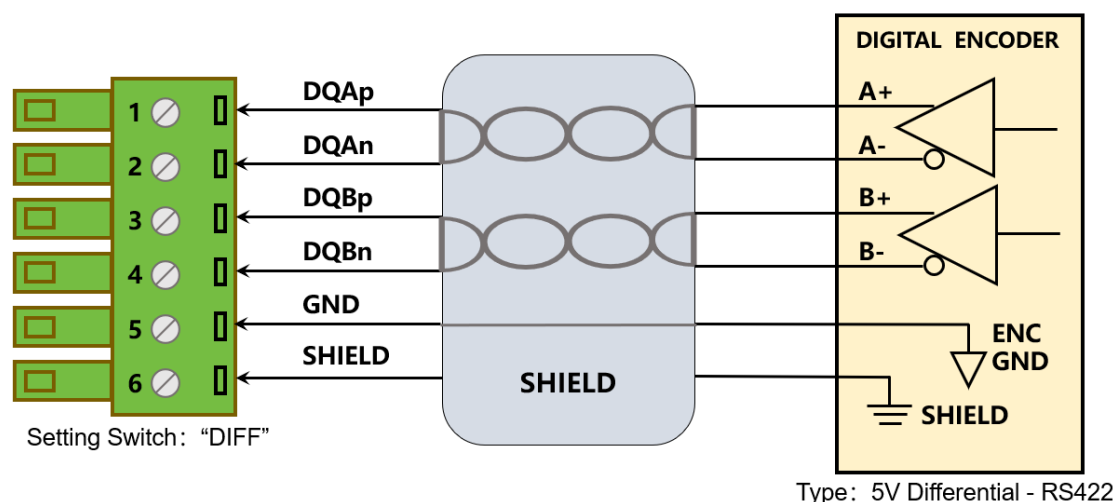 DIGITAL ENCODER
1
DQAp
A+
2
DQAn
A-
3
DQBp
B+
4
DQBn
B-
5
GND
ENC
GND
6
SHIELD
SHIELD
SHIELD
Setting Switch：“DIFF”
Type：5V Differential - RS422